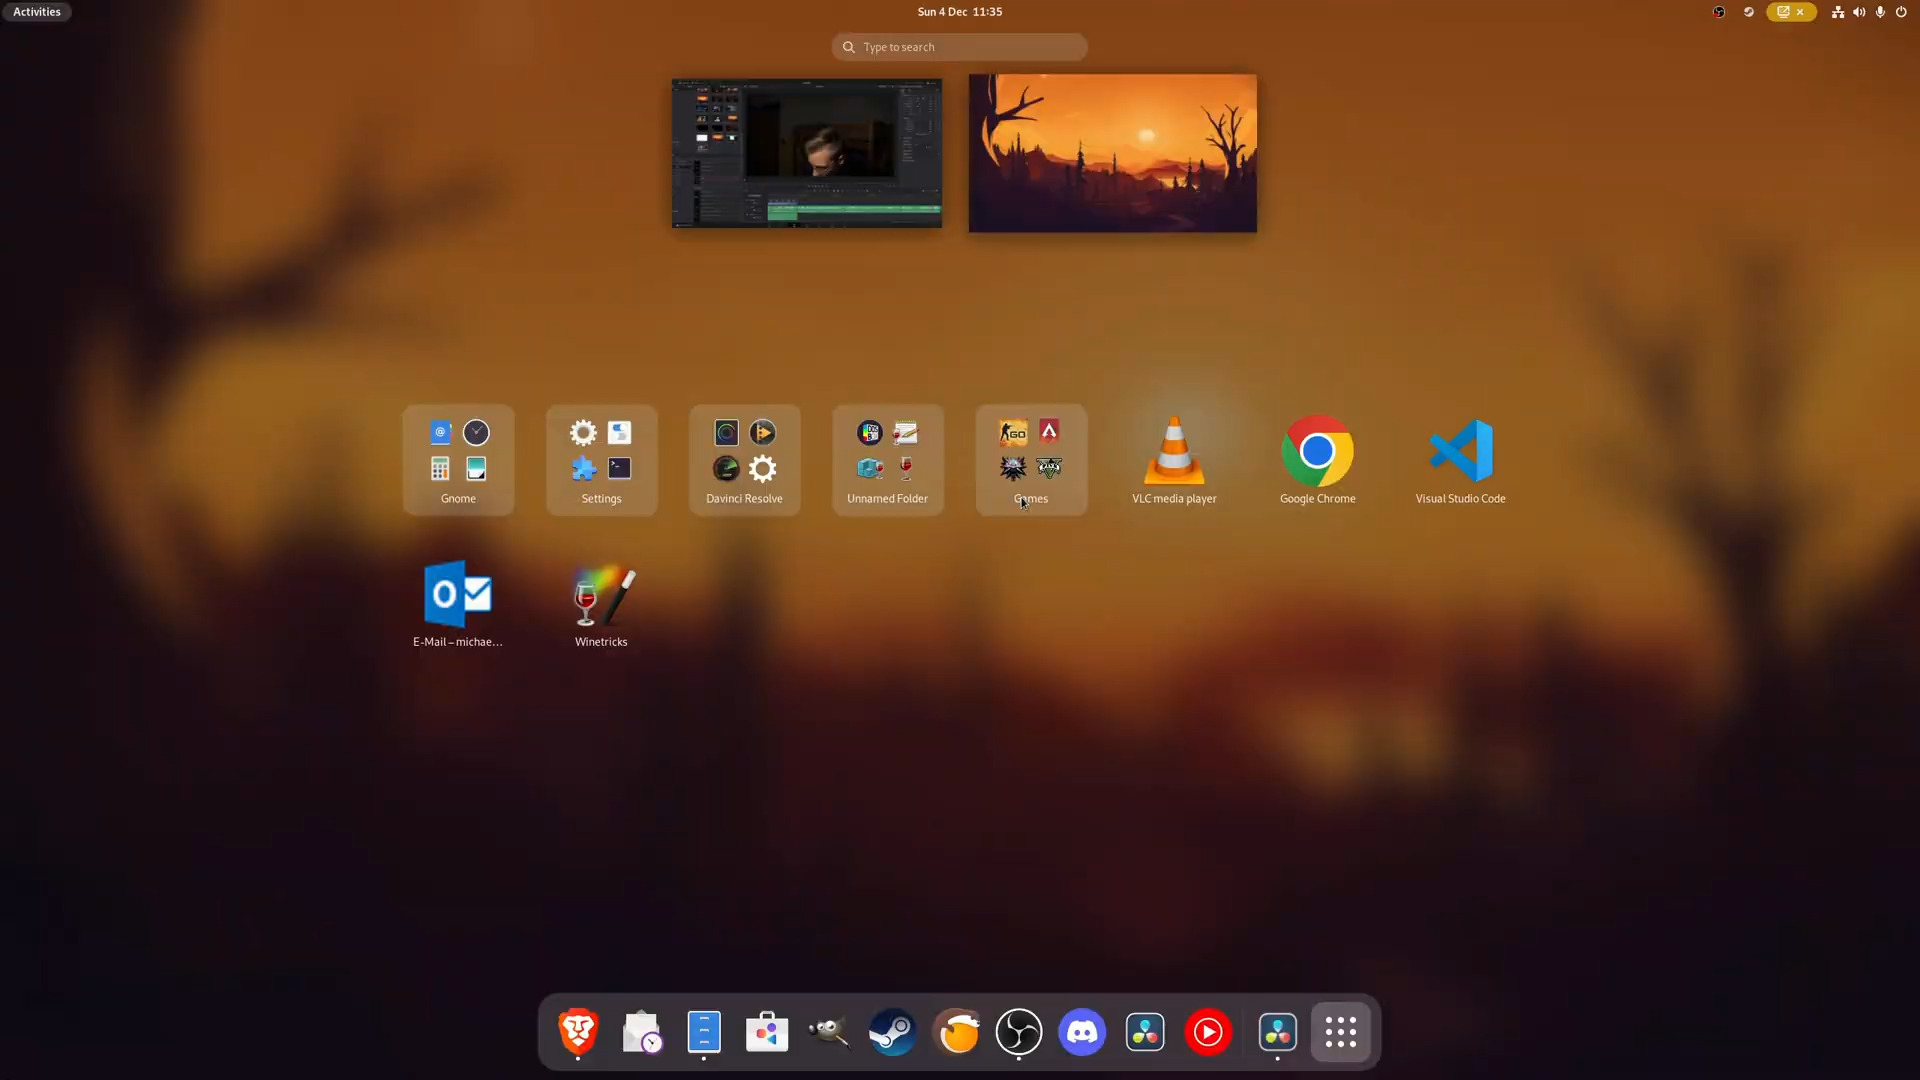 Activities
Sun 4 Dec 11:35
Type to search
GO
Gnome
Settings
Davinci Resolve
Unnamed Folder
Games
VLC media player
Google Chrome
Visual Studio Code
E-Mail – michae...
Winetricks